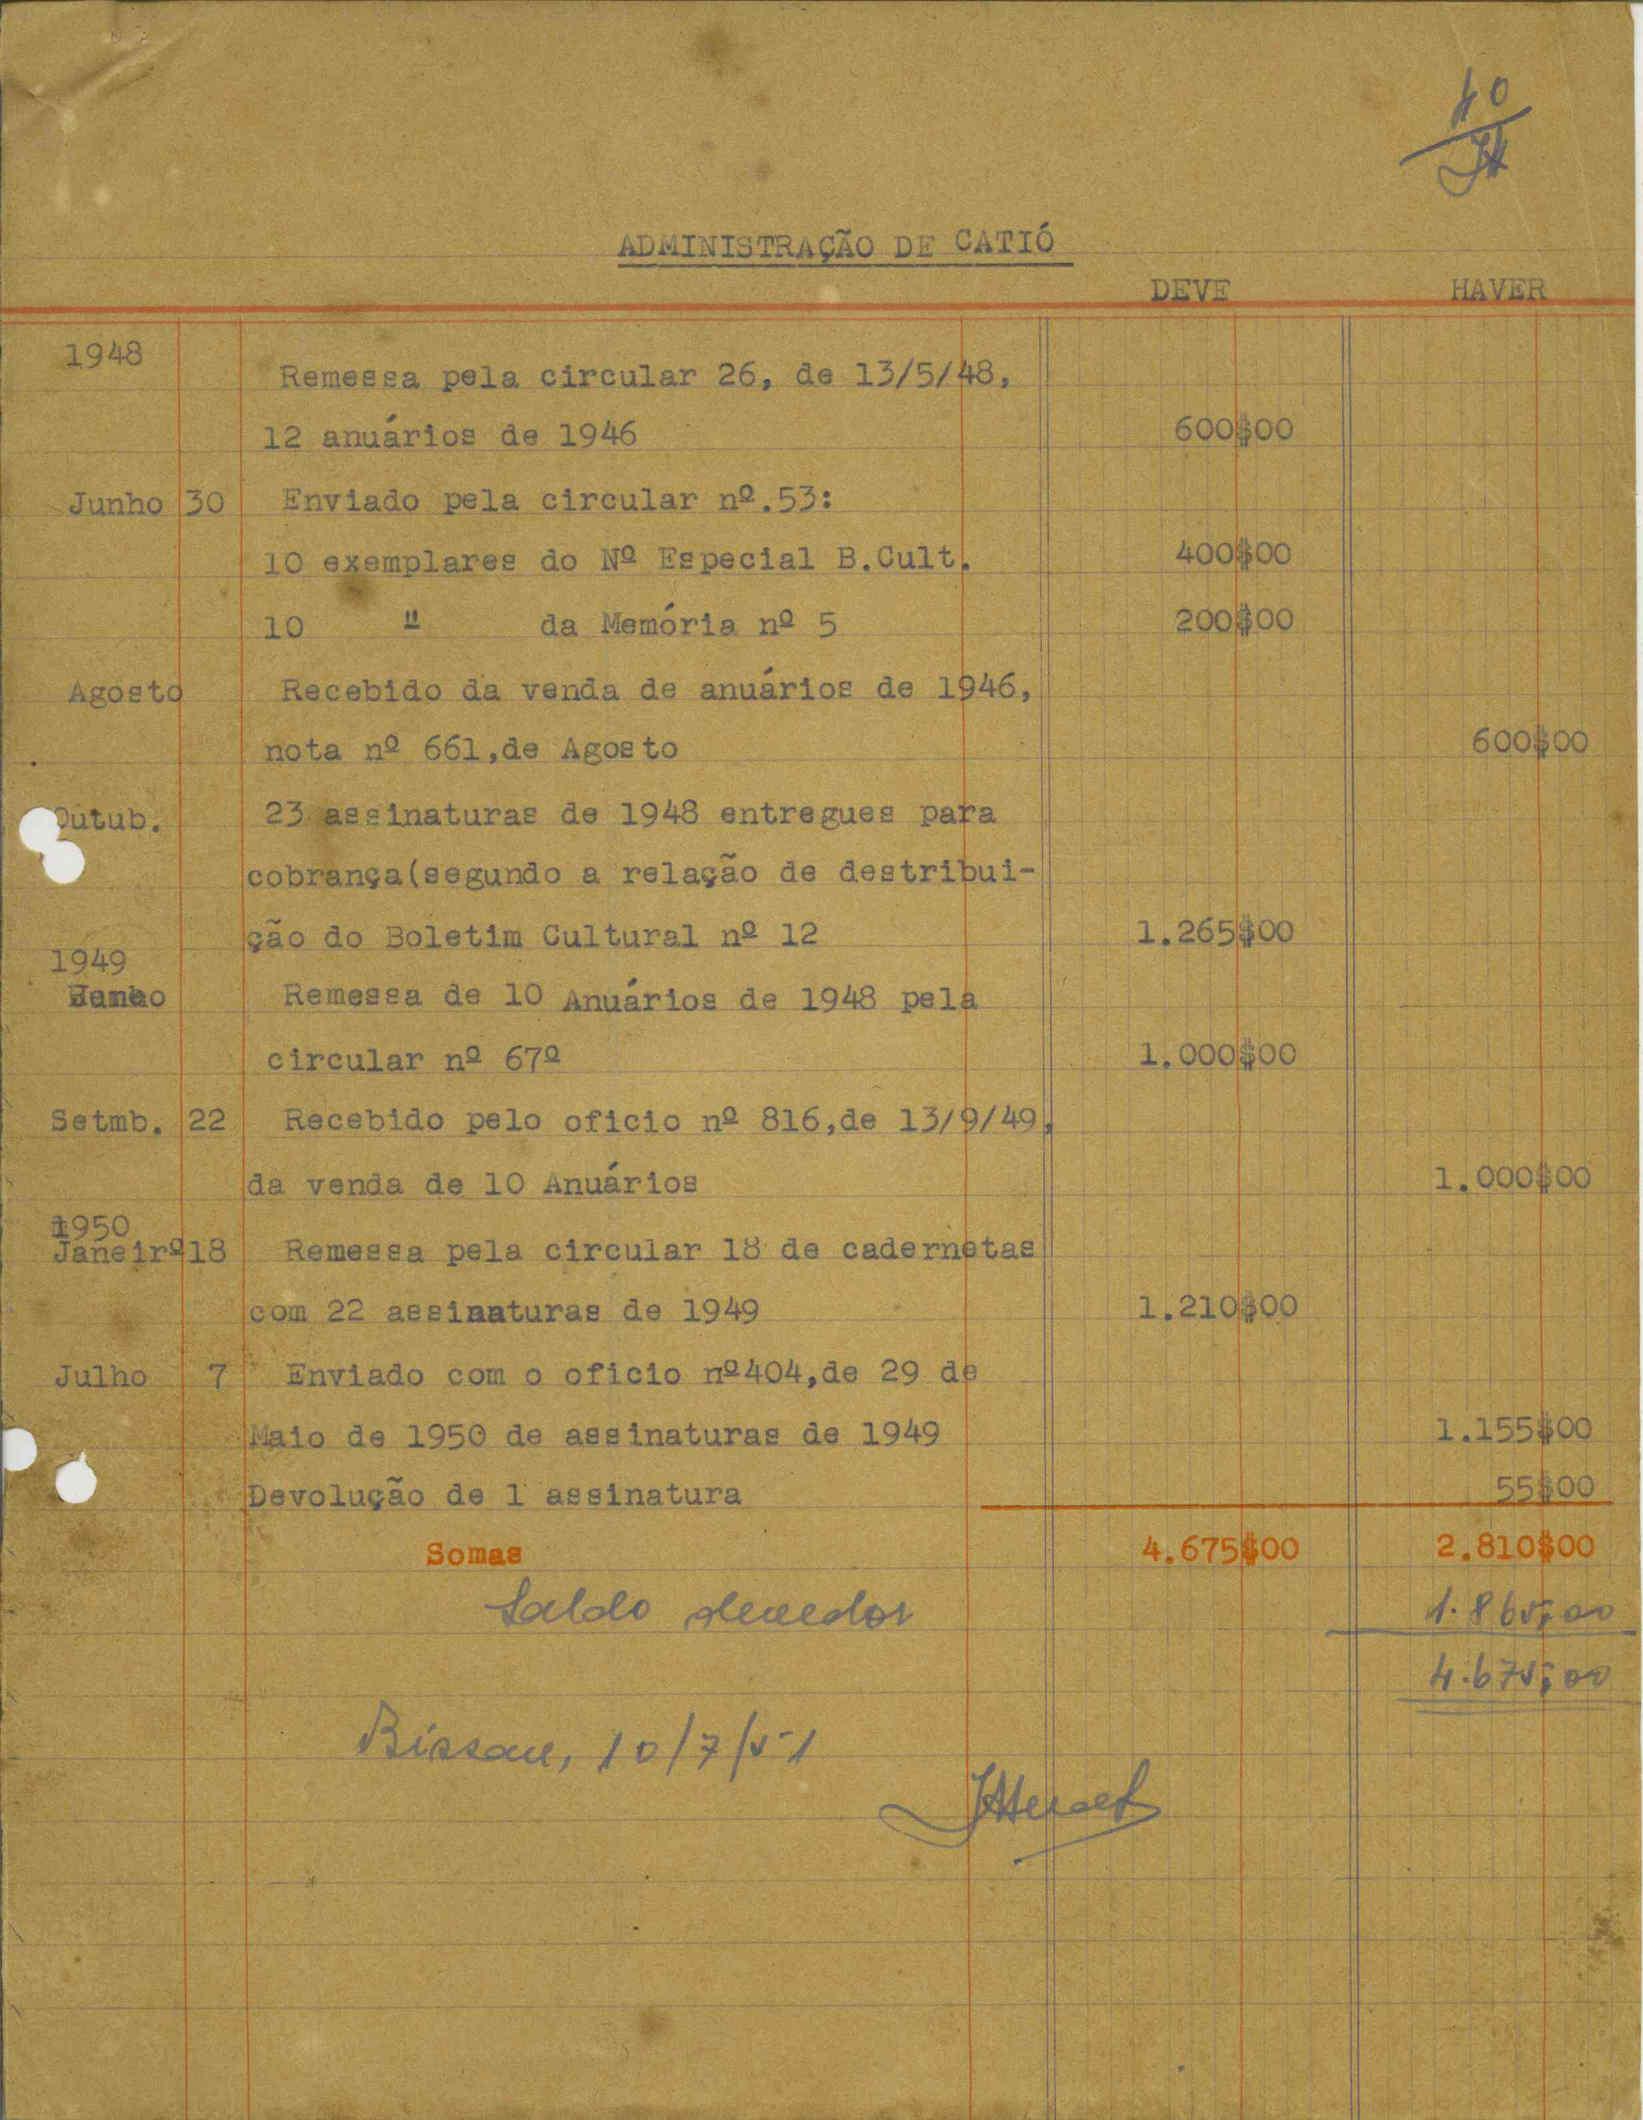 10
ADMINISTRAÇÃO DE CATIÓ
DEVE HAVER
1948
Remessa pela circular 26, de 13/5/48,
12 anuários de 1946 600$00
Junho 30 Enviado pela circular nº.53:
10 exemplares do Nº Especial B.Cult. 400$00
10 " da Memória nº 5 200$00
Agosto Recebido da venda de anuários de 1946,
nota nº 661,de Agosto 600$00
Outub. 23 assinaturas de 1948 entregues para
cobrança(segundo a relação de destribui-
ção do Boletim Cultural nº 12 1.265$00
1949
Remessa de 10 Anuários de 1948 pela
circular nº 67º 1.000$00
Setmb. 22 Recebido pelo oficio nº 816,de 13/9/49,
da venda de 10 Anuários 1.000$00
1950
Janeirº 18 Remessa pela circular 18 de cadernetas
com 22 assinaturas de 1949 1.210$00
Julho 7 Enviado com o oficio nº404,de 29 de
Maio de 1950 de assinaturas de 1949 1.155$00
Devolução de 1 assinatura 55$00
Somas 4.675$00 2.810$00
Saldo devedor 1.865$00
4.675$00
Bissau, 10/7/51